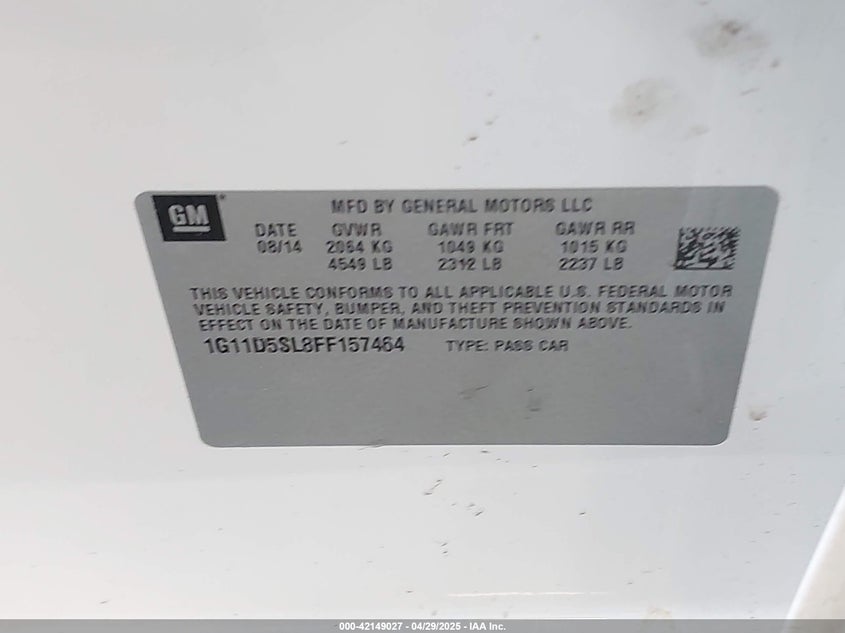 GM
MFD BY GENERAL MOTORS LLC
DATE GVWR GAWR FRT GAWR RR
08/14 2064 KG 1049 KG 1015 KG
4549 LB 2312 LB 2237 LB
THIS VEHICLE CONFORMS TO ALL APPLICABLE U.S. FEDERAL MOTOR
VEHICLE SAFETY, BUMPER, AND THEFT PREVENTION STANDARDS IN
EFFECT ON THE DATE OF MANUFACTURE SHOWN ABOVE.
1G11D5SL8FF157464 TYPE: PASS CAR
000-42149027 - 04/29/2025 - IAA Inc.